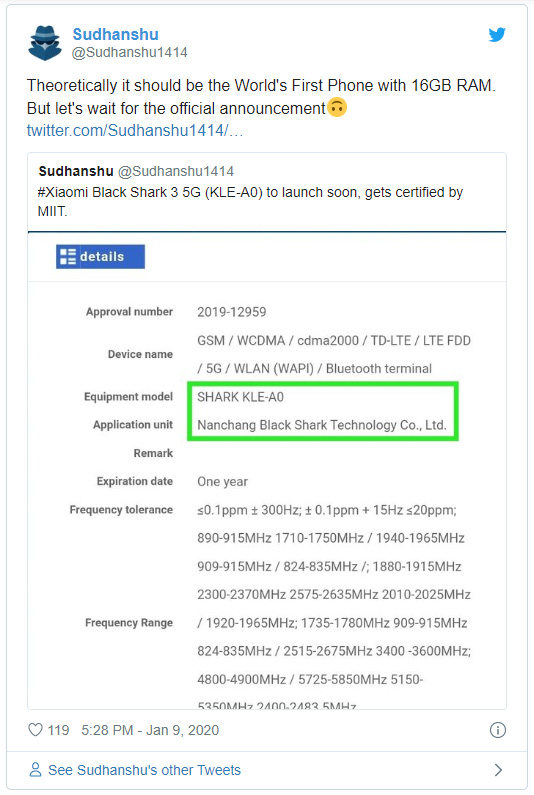 Sudhanshu
@Sudhanshu1414
Theoretically it should be the World's First Phone with 16GB RAM.
But let's wait for the official announcement🙃
twitter.com/Sudhanshu1414/…
Sudhanshu @Sudhanshu1414
#Xiaomi Black Shark 3 5G (KLE-A0) to launch soon, gets certified by
MIIT.
details
Approval number 2019-12959
Device name GSM / WCDMA / cdma2000 / TD-LTE / LTE FDD
/ 5G / WLAN (WAPI) / Bluetooth terminal
Equipment model SHARK KLE-A0
Application unit Nanchang Black Shark Technology Co., Ltd.
Remark
Expiration date One year
Frequency tolerance ≤0.1ppm ± 300Hz; ± 0.1ppm + 15Hz ≤20ppm;
890-915MHz 1710-1750MHz / 1940-1965MHz
909-915MHz / 824-835MHz /; 1880-1915MHz
2300-2370MHz 2575-2635MHz 2010-2025MHz
Frequency Range / 1920-1965MHz; 1735-1780MHz 909-915MHz
824-835MHz / 2515-2675MHz 3400 -3600MHz;
4800-4900MHz / 5725-5850MHz 5150-
5350MHz 2400-2483.5MHz
119 5:28 PM - Jan 9, 2020
See Sudhanshu's other Tweets